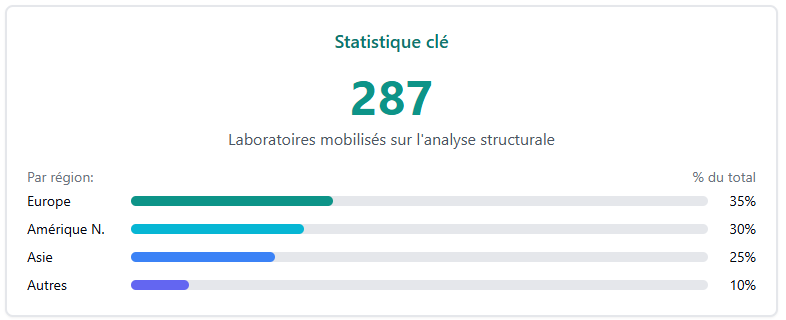 Statistique clé
287
Laboratoires mobilisés sur l'analyse structurale
Par région: % du total
Europe 35%
Amérique N. 30%
Asie 25%
Autres 10%